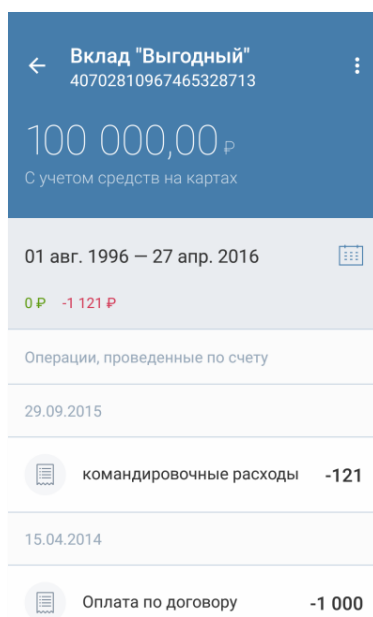 Вклад "Выгодный"
40702810967465328713
100 000,00 ₽
С учетом средств на картах
01 авг. 1996 — 27 апр. 2016
0 ₽ -1 121 ₽
Операции, проведенные по счету
29.09.2015
командировочные расходы -121
15.04.2014
Оплата по договору -1 000